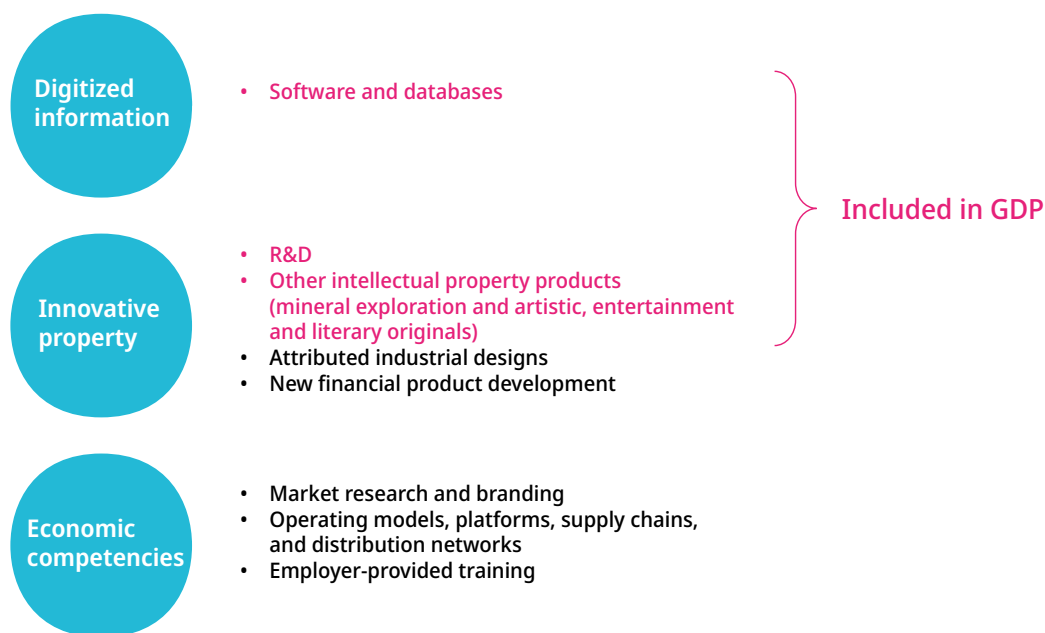 Digitized
information
• Software and databases
Included in GDP
Innovative
property
• R&D
• Other intellectual property products
(mineral exploration and artistic, entertainment
and literary originals)
• Attributed industrial designs
• New financial product development
Economic
competencies
• Market research and branding
• Operating models, platforms, supply chains,
and distribution networks
• Employer-provided training